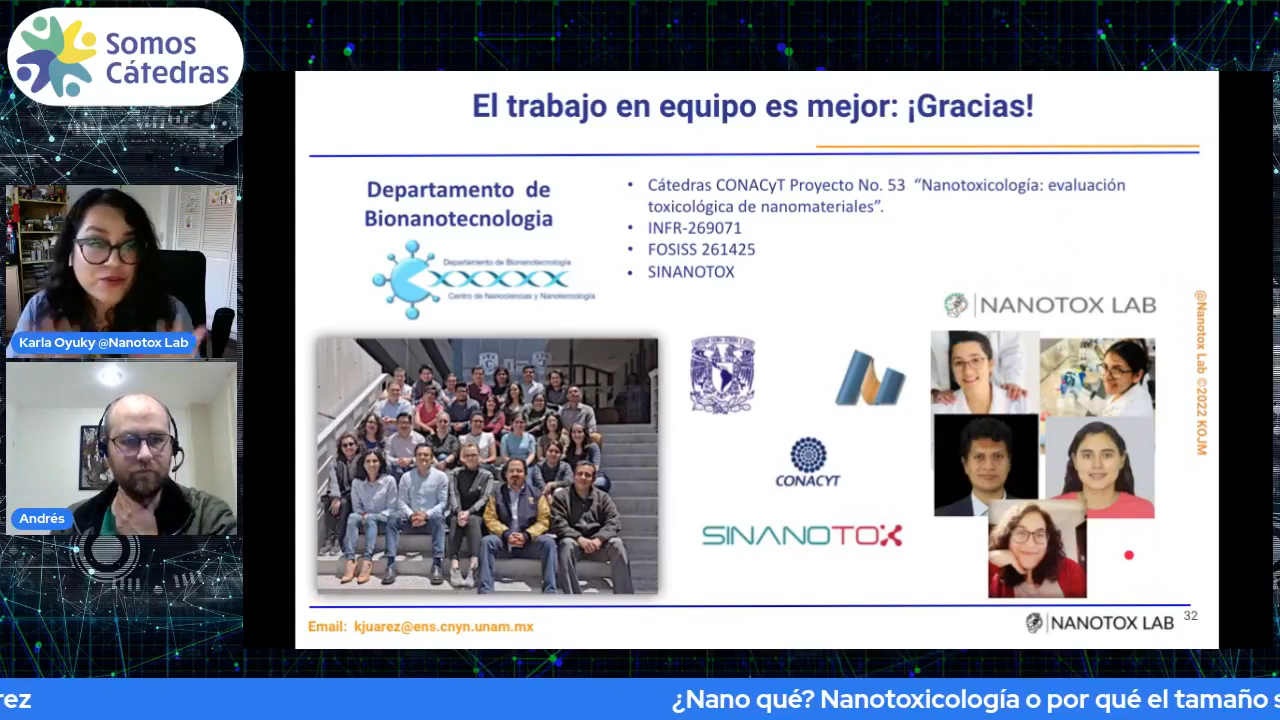 Somos
Cátedras
El trabajo en equipo es mejor: ¡Gracias!
Departamento de
Bionanotecnologia
Departamento de Bionanotecnología
Centro de Nanociencias y Nanotecnología
• Cátedras CONACyT Proyecto No. 53 “Nanotoxicología: evaluación
toxicológica de nanomateriales”.
• INFR-269071
• FOSISS 261425
• SINANOTOX
NANOTOX LAB
@Nanotox Lab ©2022 KOJM
CONACYT
SINANOTOX
Karla Oyuky @Nanotox Lab
Andrés
Email: kjuarez@ens.cnyn.unam.mx
NANOTOX LAB
32
rez
¿Nano qué? Nanotoxicología o por qué el tamaño s